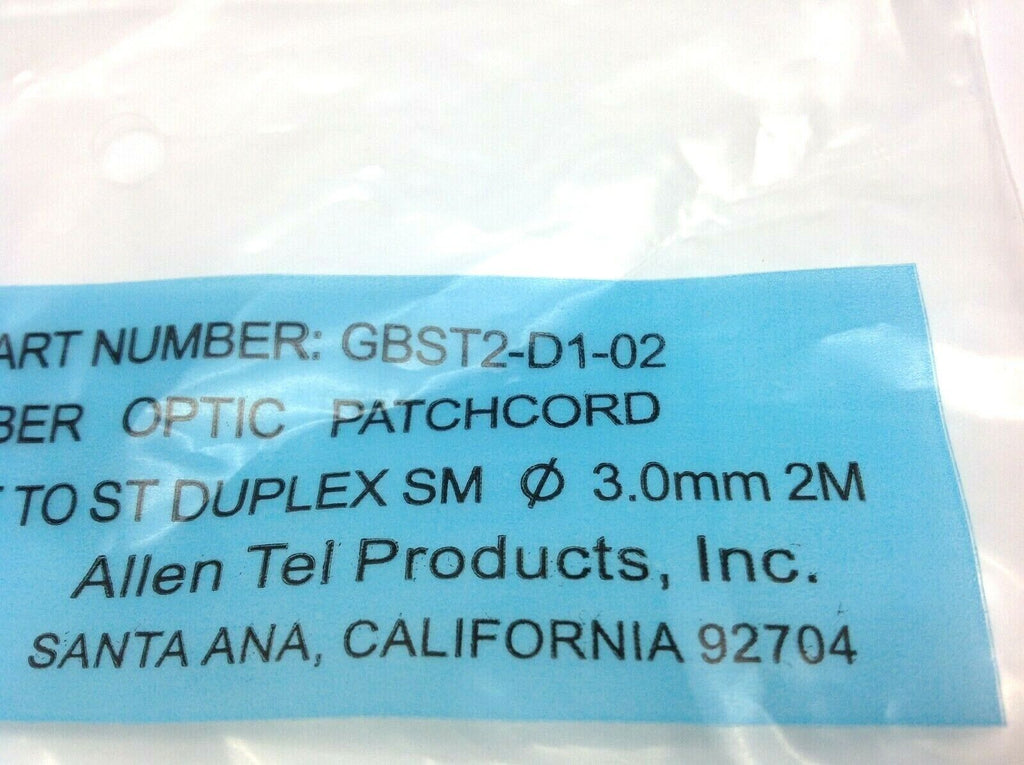 ART NUMBER: GBST2-D1-02
BER OPTIC PATCHCORD
TO ST DUPLEX SM Ø 3.0mm 2M
Allen Tel Products, Inc.
SANTA ANA, CALIFORNIA 92704